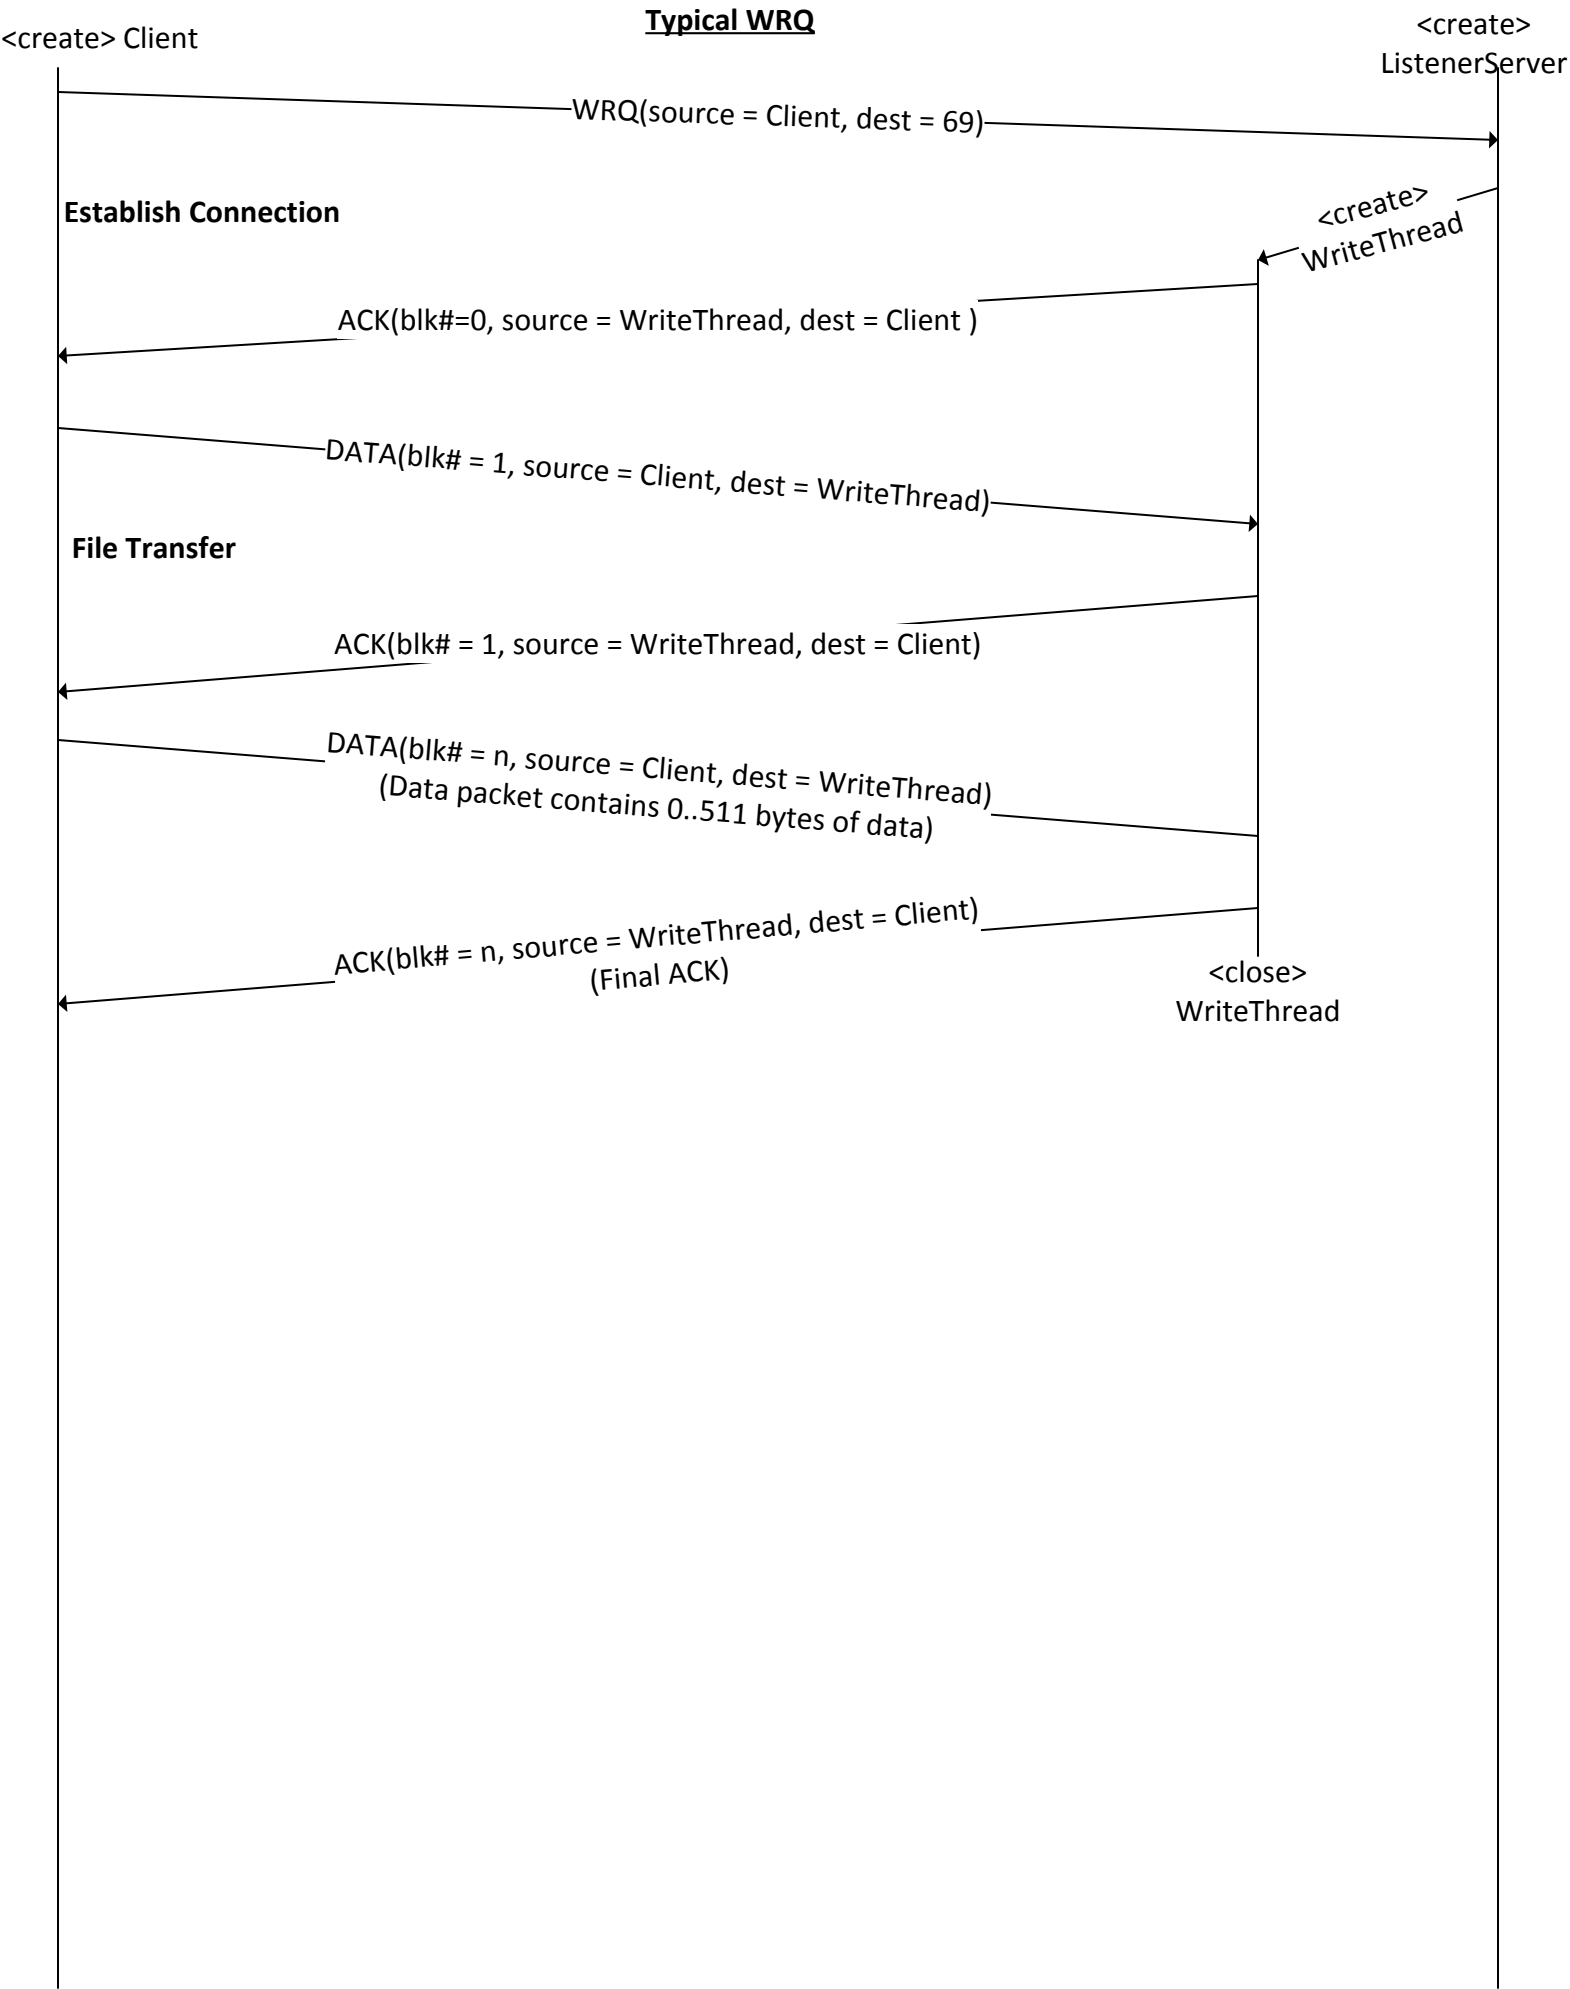 Typical WRQ
<create> Client
<create>
ListenerServer
WRQ(source = Client, dest = 69)
<create>
WriteThread
Establish Connection
ACK(blk#=0, source = WriteThread, dest = Client )
DATA(blk# = 1, source = Client, dest = WriteThread)
File Transfer
ACK(blk# = 1, source = WriteThread, dest = Client)
DATA(blk# = n, source = Client, dest = WriteThread)
(Data packet contains 0..511 bytes of data)
ACK(blk# = n, source = WriteThread, dest = Client)
(Final ACK)
<close>
WriteThread